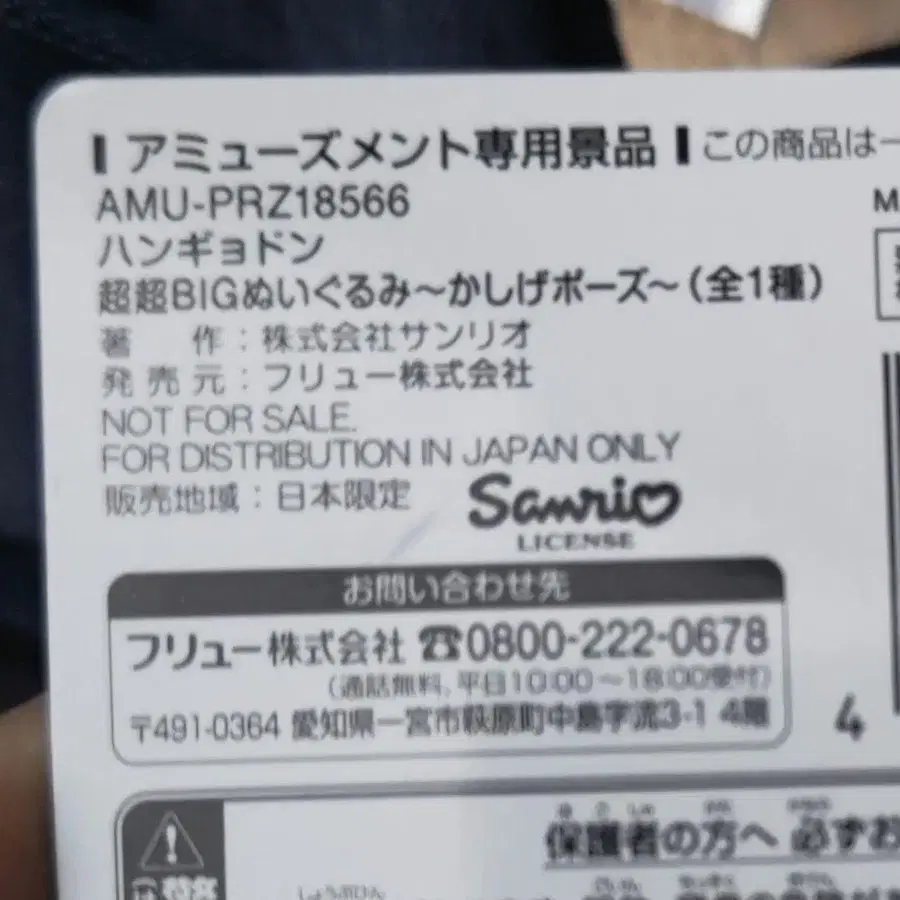 アミューズメント専用景品 この商品は一
AMU-PRZ18566
M
ハンギョドン
超超BIGぬいぐるみ～かしげポーズ～(全1種)
著 作:株式会社サンリオ
発売元:フリュー株式会社
NOT FOR SALE.
FOR DISTRIBUTION IN JAPAN ONLY
販売地域:日本限定
Sanrio
LICENSE
お問い合わせ先
フリュー株式会社 ☎0800-222-0678
(通話無料、平日10:00～18:00受付)
〒491-0364 愛知県一宮市萩原町中島字流3-1 4階
4
保護者の方へ 必ずお